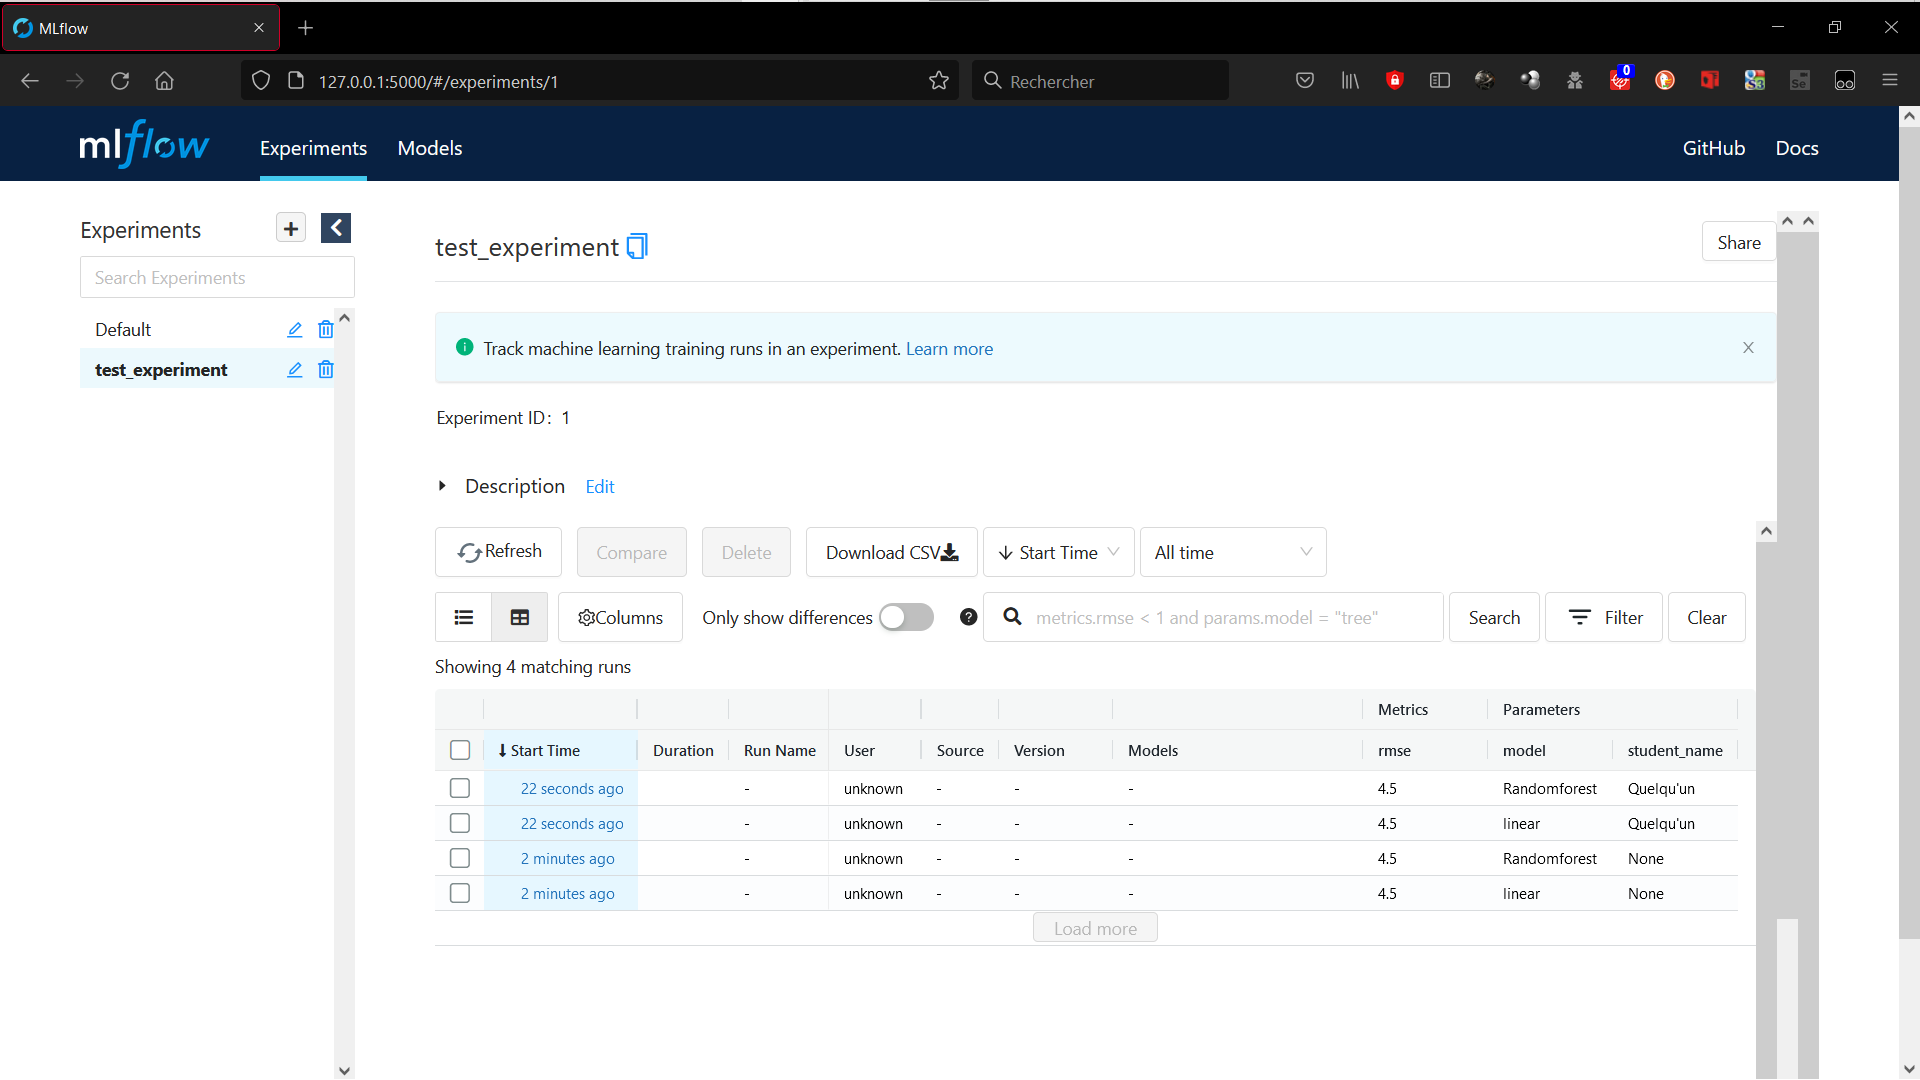 MLflow
127.0.0.1:5000/#/experiments/1
Rechercher
0
mlflow
Experiments
Models
GitHub
Docs
Experiments
Search Experiments
Default
test_experiment
test_experiment
Share
Track machine learning training runs in an experiment. Learn more
Experiment ID: 1
Description Edit
Refresh Compare Delete Download CSV Start Time All time
Columns Only show differences metrics.rmse < 1 and params.model = "tree" Search Filter Clear
Showing 4 matching runs
Metrics Parameters
Start Time Duration Run Name User Source Version Models rmse model student_name
22 seconds ago - unknown - - - 4.5 Randomforest Quelqu'un
22 seconds ago - unknown - - - 4.5 linear Quelqu'un
2 minutes ago - unknown - - - 4.5 Randomforest None
2 minutes ago - unknown - - - 4.5 linear None
Load more